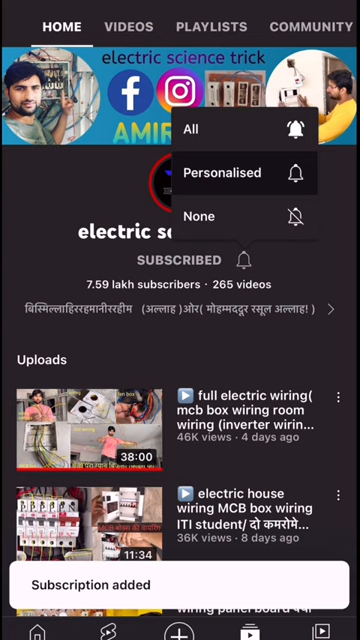 HOME VIDEOS PLAYLISTS COMMUNITY
electric science trick
AMIR
All
Personalised
None
electric s
SUBSCRIBED
7.59 lakh subscribers · 265 videos
बिस्मिल्लाहिररहमानीररहीम (अल्लाह )ओर( मोहम्मददूर रसूल अल्लाह! )
Uploads
full electric wiring(
mcb box wiring room
wiring (inverter wirin...
46K views · 4 days ago
38:00
electric house
wiring MCB box wiring
ITI student/ दो कमरोमे...
36K views · 8 days ago
11:34
Subscription added